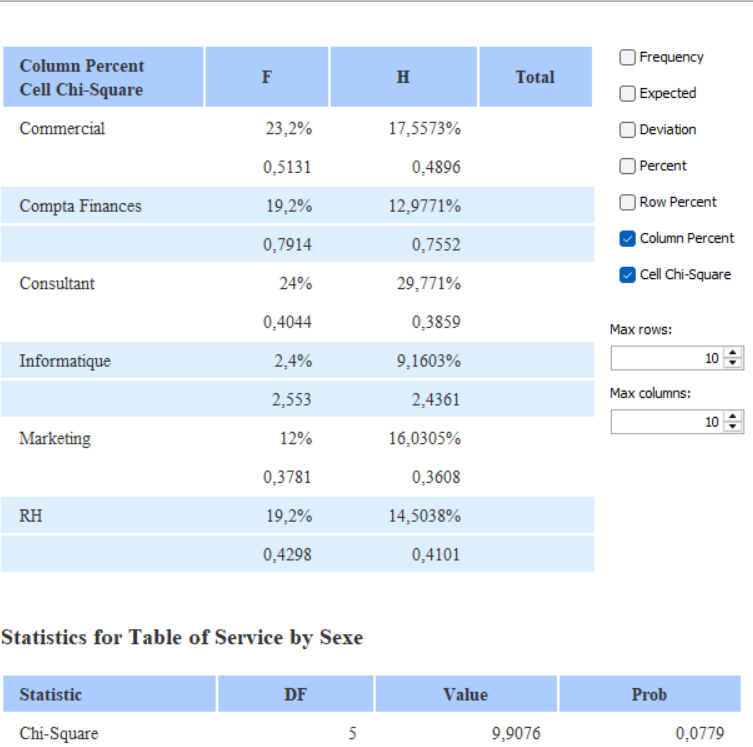 Column Percent
Cell Chi-Square F H Total
Commercial 23,2% 17,5573%
0,5131 0,4896
Compta Finances 19,2% 12,9771%
0,7914 0,7552
Consultant 24% 29,771%
0,4044 0,3859
Informatique 2,4% 9,1603%
2,553 2,4361
Marketing 12% 16,0305%
0,3781 0,3608
RH 19,2% 14,5038%
0,4298 0,4101
Frequency
Expected
Deviation
Percent
Row Percent
Column Percent
Cell Chi-Square
Max rows:
10
Max columns:
10
Statistics for Table of Service by Sexe
Statistic DF Value Prob
Chi-Square 5 9,9076 0,0779